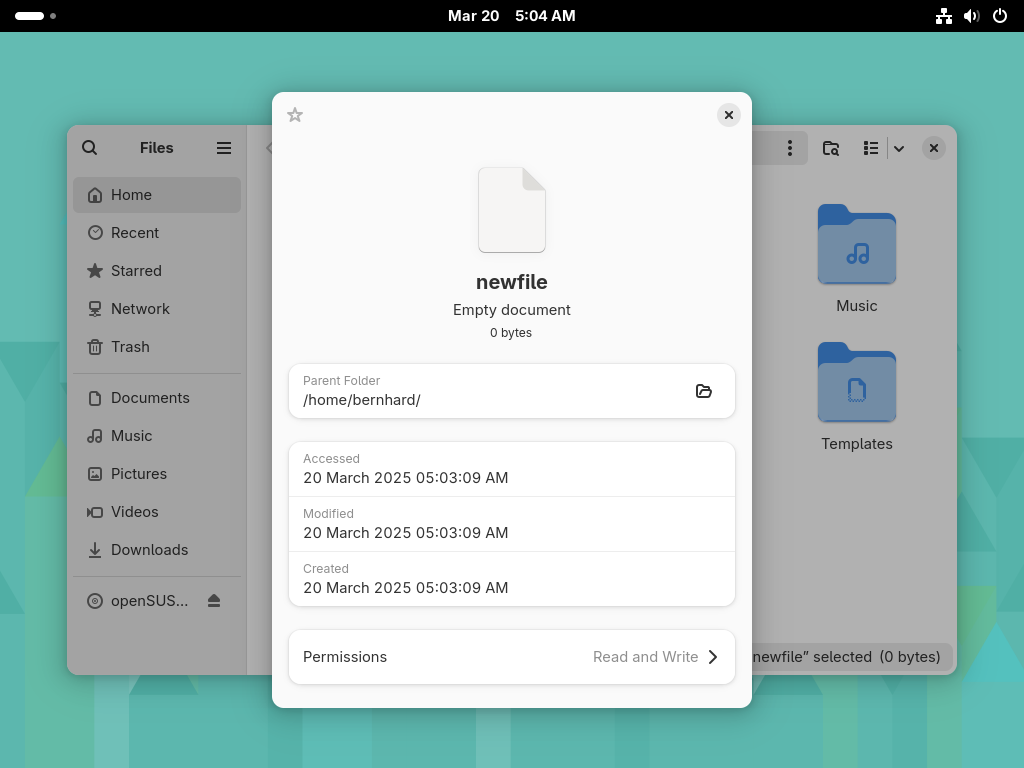 Mar 20 5:04 AM
Files
Home
Recent
Starred
Network
Trash
Documents
Music
Pictures
Videos
Downloads
openSUS...
newfile
Empty document
0 bytes
Parent Folder
/home/bernhard/
Accessed
20 March 2025 05:03:09 AM
Modified
20 March 2025 05:03:09 AM
Created
20 March 2025 05:03:09 AM
Permissions Read and Write
Music
Templates
newfile” selected (0 bytes)